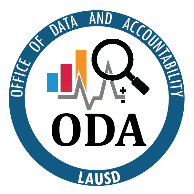 OFFICE OF DATA AND ACCOUNTABILITY
ODA
LAUSD